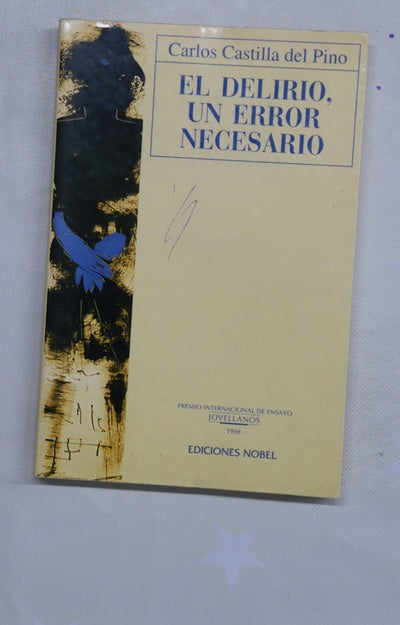 Carlos Castilla del Pino
EL DELIRIO,
UN ERROR
NECESARIO
PREMIO INTERNACIONAL DE ENSAYO
JOVELLANOS
1998
EDICIONES NOBEL